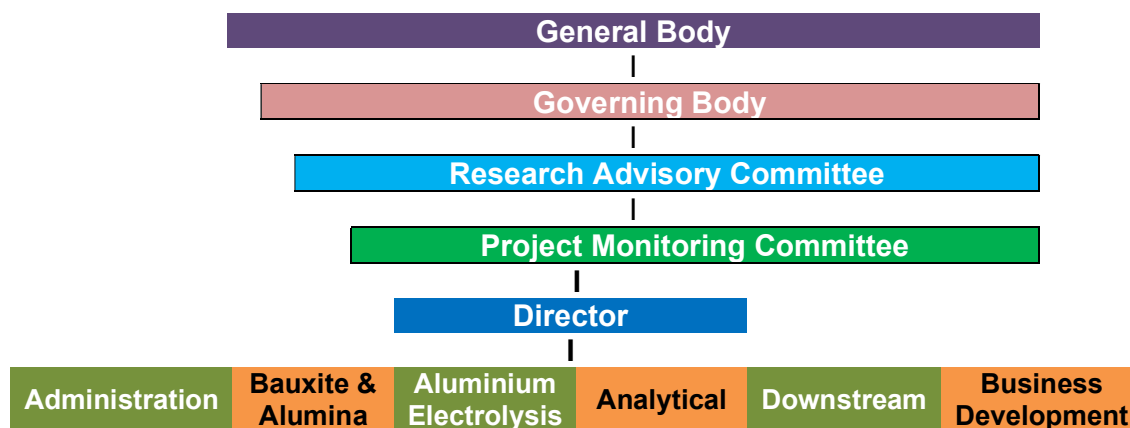 General Body
Governing Body
Research Advisory Committee
Project Monitoring Committee
Director
Administration
Bauxite &
Alumina
Aluminium
Electrolysis
Analytical
Downstream
Business
Development